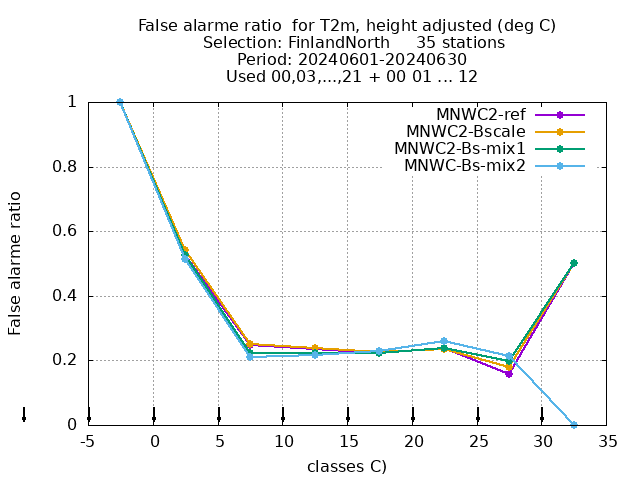 False alarme ratio  for T2m, height adjusted (deg C)
Selection: FinlandNorth     35 stations
Period: 20240601-20240630
Used 00,03,...,21 + 00 01 ... 12
MNWC2-ref
MNWC2-Bscale
MNWC2-Bs-mix1
MNWC-Bs-mix2
False alarme ratio
1
0.8
0.6
0.4
0.2
0
-5 0 5 10 15 20 25 30 35
classes C)